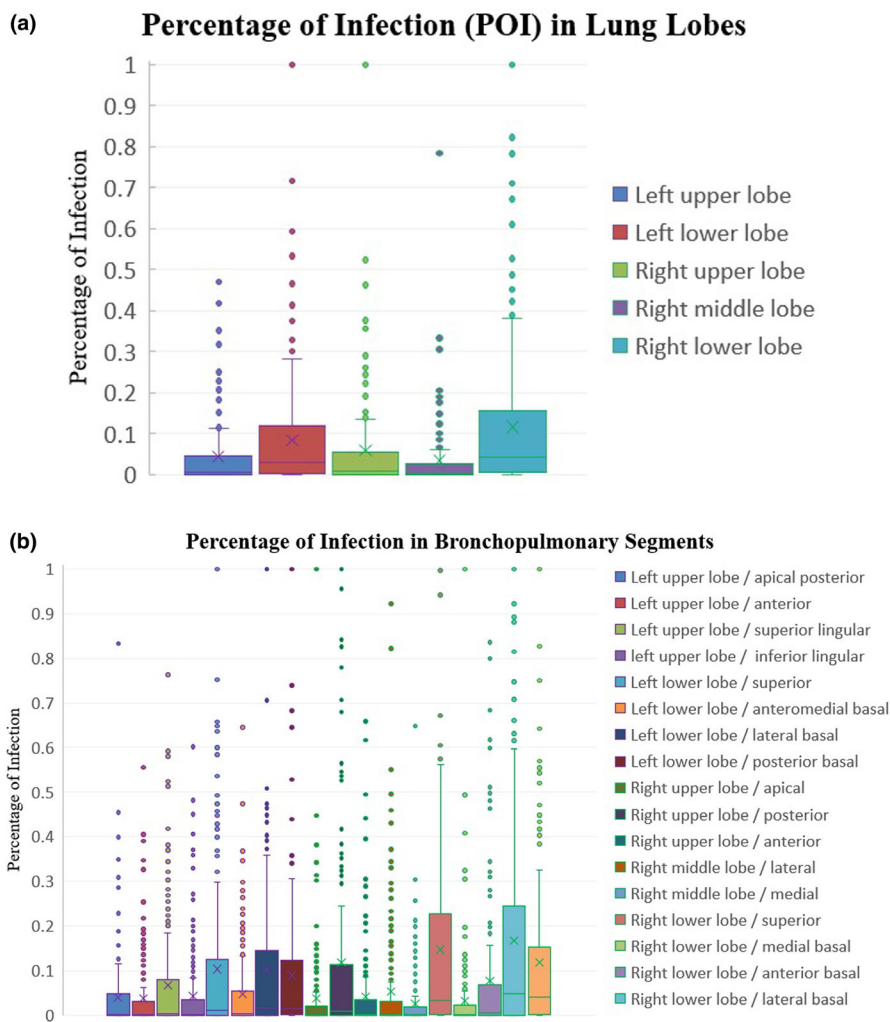 (a)
Percentage of Infection (POI) in Lung Lobes
Percentage of Infection
1
0.9
0.8
0.7
0.6
0.5
0.4
0.3
0.2
0.1
0
Left upper lobe
Left lower lobe
Right upper lobe
Right middle lobe
Right lower lobe
(b)
Percentage of Infection in Bronchopulmonary Segments
Percentage of Infection
1
0.9
0.8
0.7
0.6
0.5
0.4
0.3
0.2
0.1
0
Left upper lobe / apical posterior
Left upper lobe / anterior
Left upper lobe / superior lingular
left upper lobe / inferior lingular
Left lower lobe / superior
Left lower lobe / anteromedial basal
Left lower lobe / lateral basal
Left lower lobe / posterior basal
Right upper lobe / apical
Right upper lobe / posterior
Right upper lobe / anterior
Right middle lobe / lateral
Right middle lobe / medial
Right lower lobe / superior
Right lower lobe / medial basal
Right lower lobe / anterior basal
Right lower lobe / lateral basal